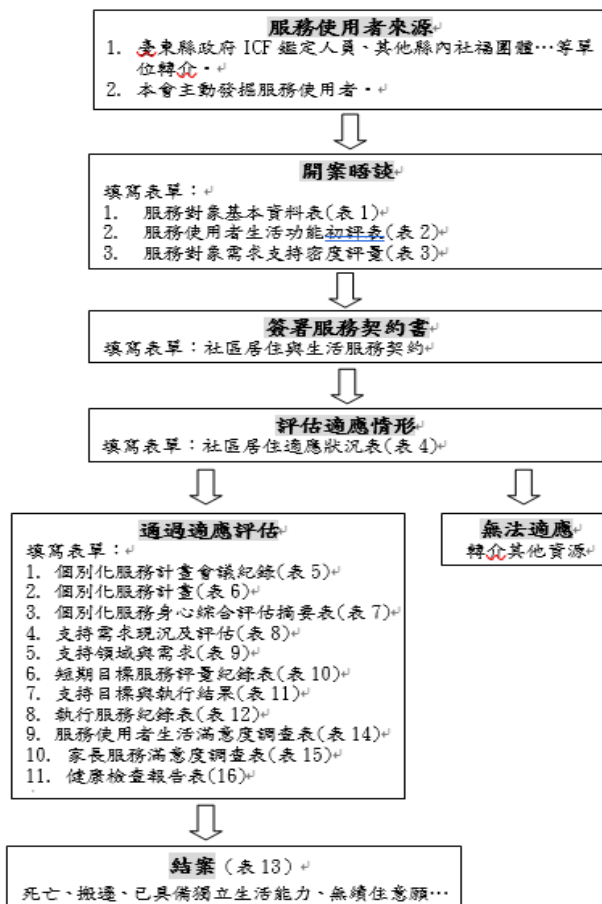 服務使用者來源
1. 臺東縣政府 ICF 鑑定人員、其他縣內社福團體…等單
位轉介。
2. 本會主動發掘服務使用者。
開案晤談
填寫表單：
1. 服務對象基本資料表(表 1)
2. 服務使用者生活功能初評表(表 2)
3. 服務對象需求支持密度評量(表 3)
簽署服務契約書
填寫表單：社區居住與生活服務契約
評估適應情形
填寫表單：社區居住適應狀況表(表 4)
通過適應評估
填寫表單：
1. 個別化服務計畫會議紀錄(表 5)
2. 個別化服務計畫(表 6)
3. 個別化服務身心綜合評估摘要表(表 7)
4. 支持需求現況及評估(表 8)
5. 支持領域與需求(表 9)
6. 短期目標服務評量紀錄表(表 10)
7. 支持目標與執行結果(表 11)
8. 執行服務紀錄表(表 12)
9. 服務使用者生活滿意度調查表(表 14)
10. 家長服務滿意度調查表(表 15)
11. 健康檢查報告表(16)
無法適應
轉介其他資源
結案（表 13）
死亡、搬遷、已具備獨立生活能力、無續住意願…